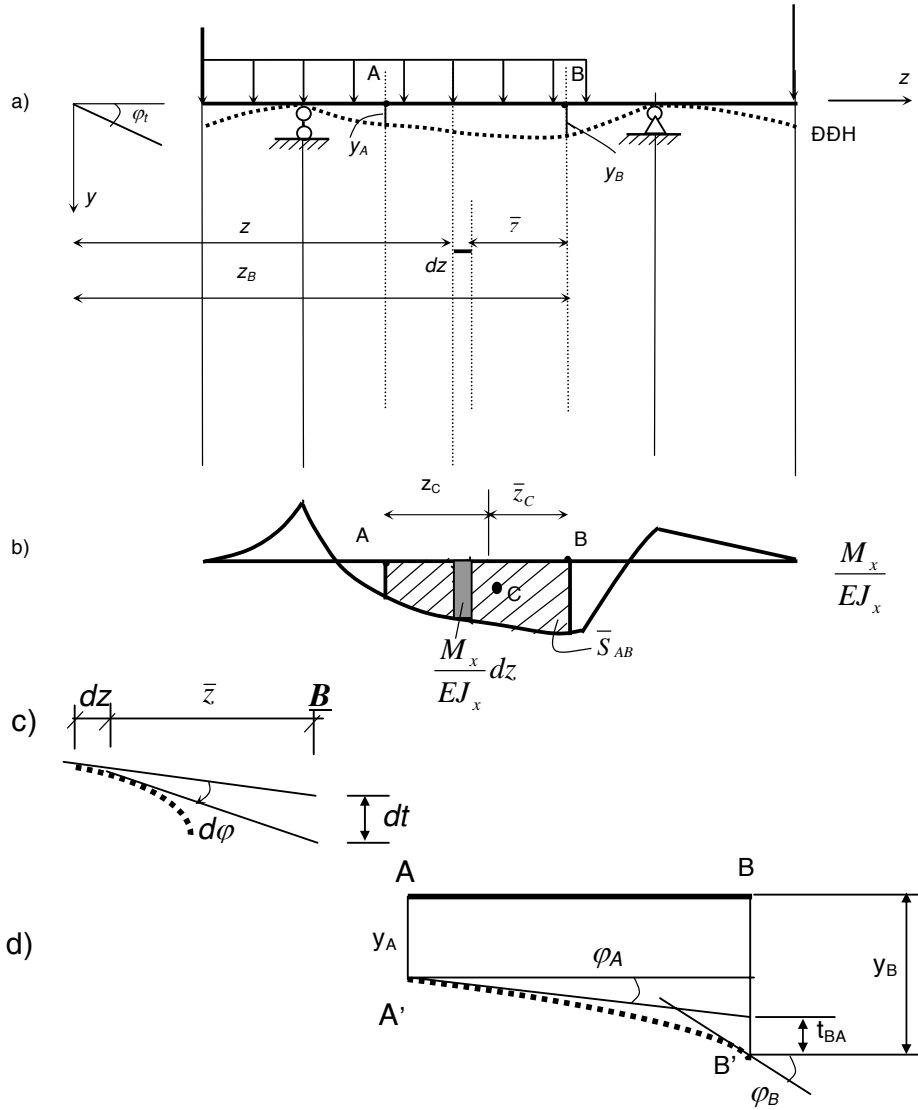 a)
A
B
z
φt
yA
yB
ĐĐH
y
z
z̄
dz
zB
b)
zC
z̄C
A
B
C
Mx
EJx
S̄AB
Mx
EJx
dz
c)
dz
z̄
B
dφ
dt
d)
A
B
yA
φA
yB
A’
tBA
B’
φB